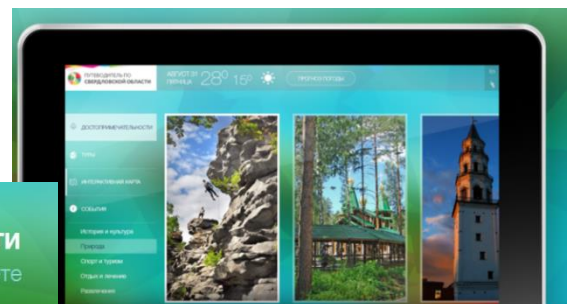 ПУТЕВОДИТЕЛЬ ПО
СВЕРДЛОВСКОЙ ОБЛАСТИ
АВГУСТ 31
ПЯТНИЦА
28° 15°
ПРОГНОЗ ПОГОДЫ
ДОСТОПРИМЕЧАТЕЛЬНОСТИ
ТУРЫ
ИНТЕРАКТИВНАЯ КАРТА
СОБЫТИЯ
История и культура
Природа
Спорт и туризм
Отдых и лечение
Развлечения
ти
те